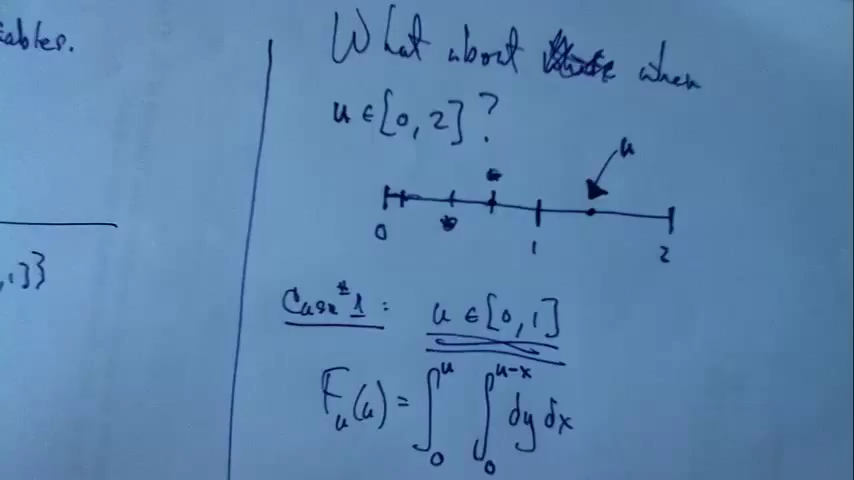 ables.
,1]}
What about when
u ∈ [0, 2] ?
u
0 1 2
Case #1 : u ∈ [0, 1]
F_u(u) = ∫_0^u ∫_0^{u-x} dy dx